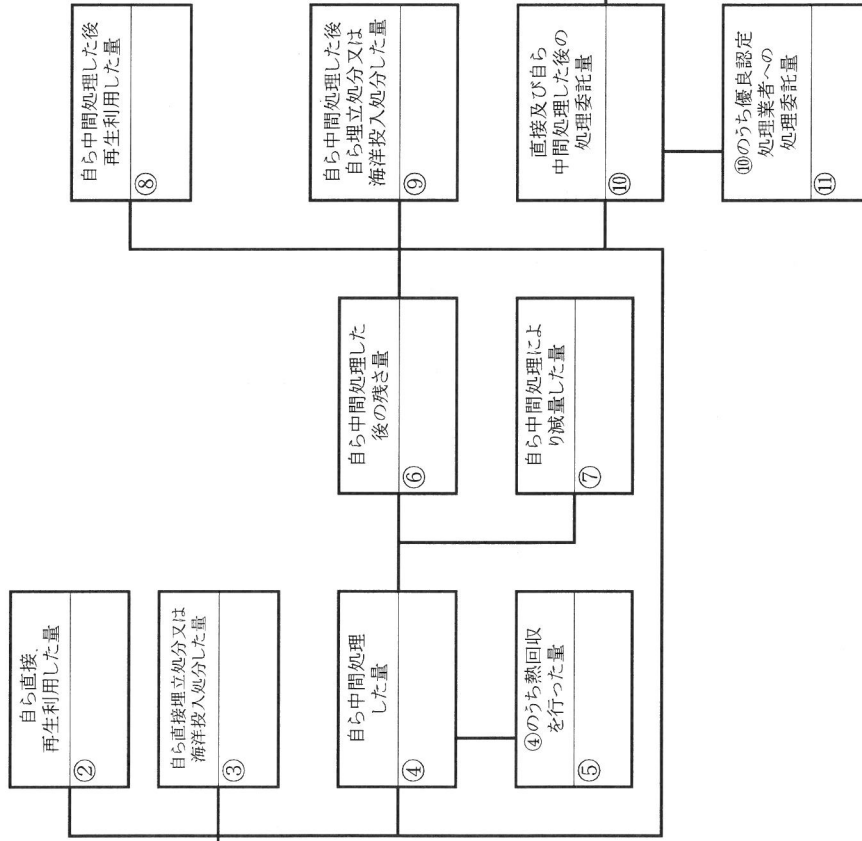 自ら直接
再生利用した量
②
自ら直接埋立処分又は
海洋投入処分した量
③
自ら中間処理
した量
④
④のうち熱回収
を行った量
⑤
自ら中間処理した
後の残さ量
⑥
自ら中間処理によ
り減量した量
⑦
自ら中間処理した後
再生利用した量
⑧
自ら中間処理した後
自ら埋立処分又は
海洋投入処分した量
⑨
直接及び自ら
中間処理した後の
処理委託量
⑩
⑩のうち優良認定
処理業者への
処理委託量
⑪